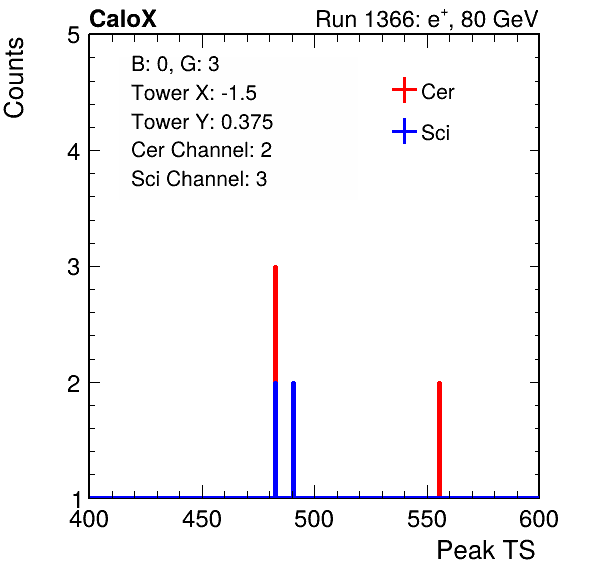 CaloX
Run 1366: e+, 80 GeV
Counts
B: 0, G: 3
Tower X: -1.5
Tower Y: 0.375
Cer Channel: 2
Sci Channel: 3
Cer
Sci
5
4
3
2
1
400 450 500 550 600
Peak TS